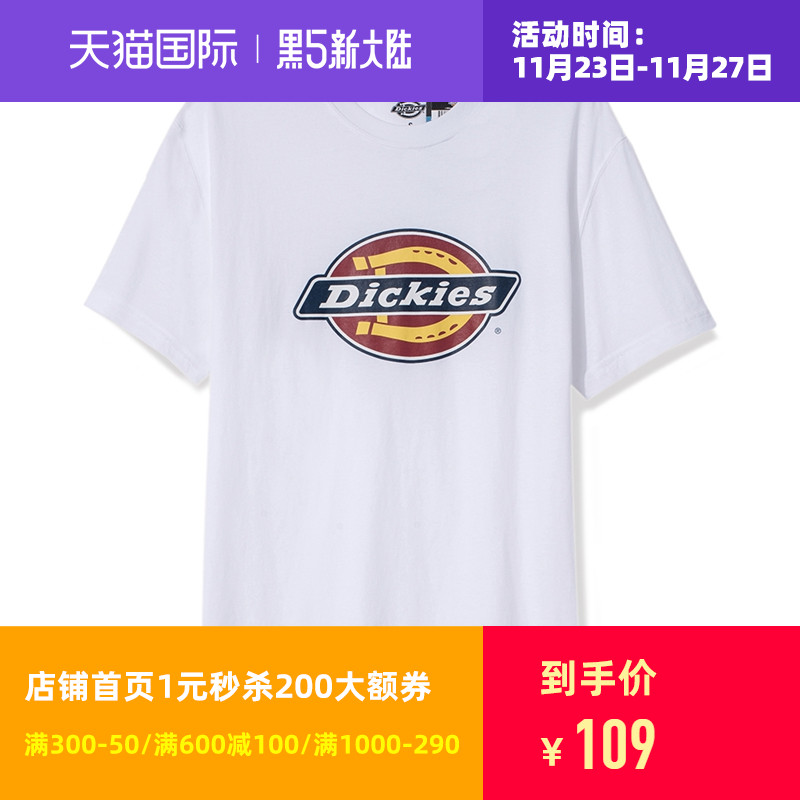 天猫国际 | 黑5新大陆
活动时间：
11月23日-11月27日
Dickies
Dickies
®
店铺首页1元秒杀200大额券
满300-50/满600减100/满1000-290
到手价
¥ 109